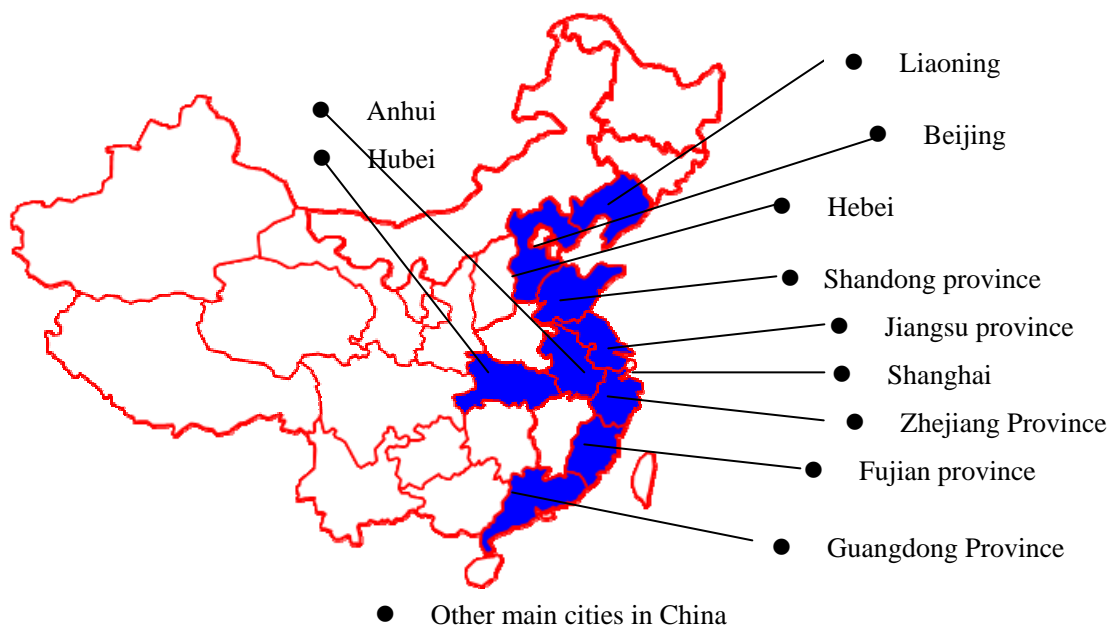 ● Liaoning
● Anhui
● Beijing
● Hubei
● Hebei
● Shandong province
● Jiangsu province
● Shanghai
● Zhejiang Province
● Fujian province
● Guangdong Province
● Other main cities in China